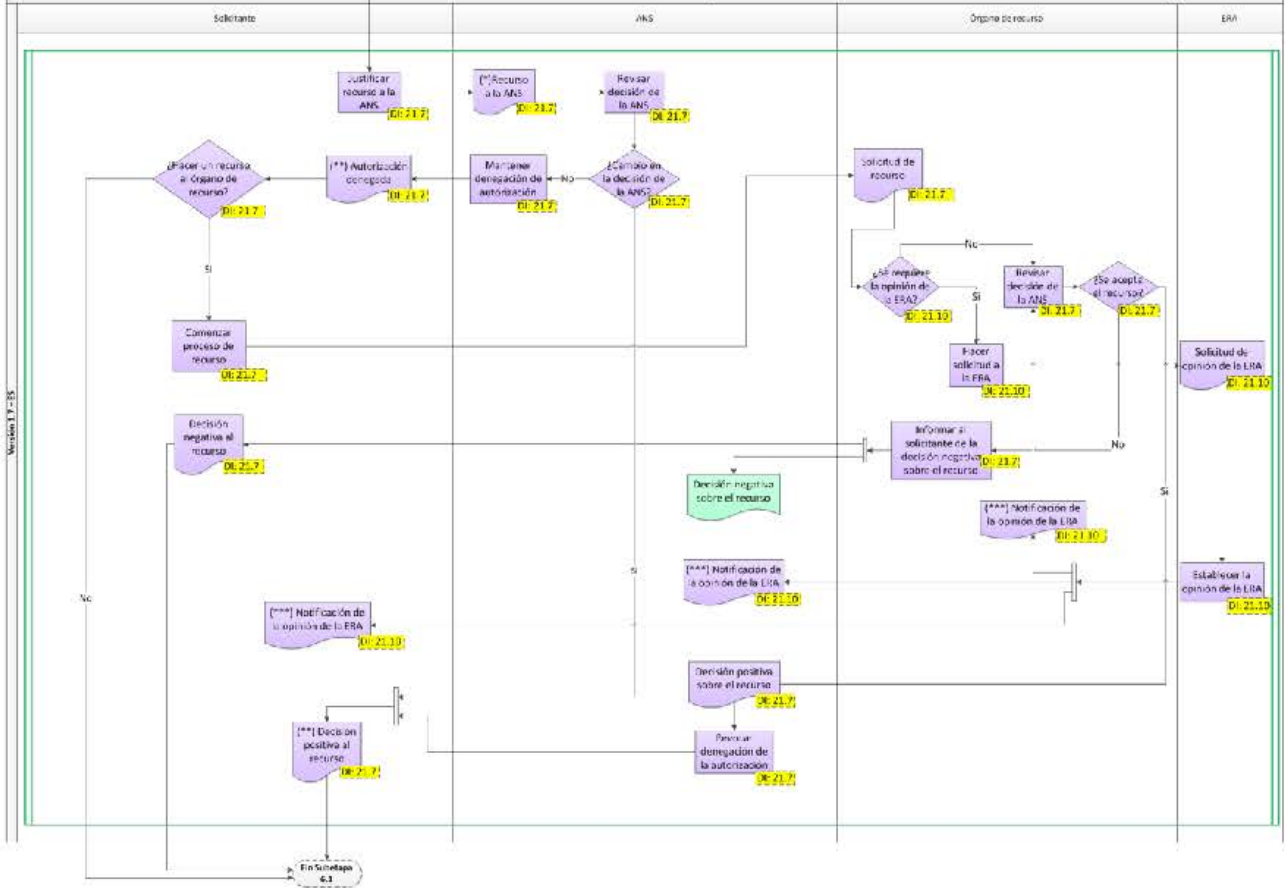 Solicitante
ANS
Órgano de recurso
ERA
Versión 1.7 - ES
Justificar
recurso a la
ANS
DI: 21.7
(*)Recurso
a la ANS
DI: 21.7
Revisar
decisión de
la ANS
DI: 21.7
¿Hacer un recurso
al órgano de
recurso?
DI: 21.7
(**) Autorización
denegada
DI: 21.7
Mantener
denegación de
autorización
DI: 21.7
No
¿Cambio en
la decisión de
la ANS?
DI: 21.7
Solicitud de
recurso
DI: 21.7
No
Si
¿Se requiere
la opinión de
la ERA?
DI: 21.10
Si
Revisar
decisión de
la ANS
DI: 21.7
¿Se acepta
el recurso?
DI: 21.7
Comenzar
proceso de
recurso
DI: 21.7
Hacer
solicitud a
la ERA
DI: 21.10
Solicitud de
opinión de la ERA
DI: 21.10
Decisión
negativa al
recurso
DI: 21.7
Informar al
solicitante de la
decisión negativa
sobre el recurso
DI: 21.7
No
Decisión negativa
sobre el recurso
Si
(***) Notificación de
la opinión de la ERA
DI: 21.10
Si
(***) Notificación de
la opinión de la ERA
DI: 21.10
Establecer la
opinión de la ERA
DI: 21.10
No
(***) Notificación de
la opinión de la ERA
DI: 21.10
Decisión positiva
sobre el recurso
DI: 21.7
(**) Decisión
positiva al
recurso
DI: 21.7
Revocar
denegación de
la autorización
DI: 21.7
Fin Subetapa
6.1